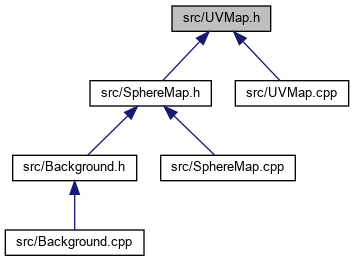 src/UVMap.h
src/SphereMap.h
src/UVMap.cpp
src/Background.h
src/SphereMap.cpp
src/Background.cpp